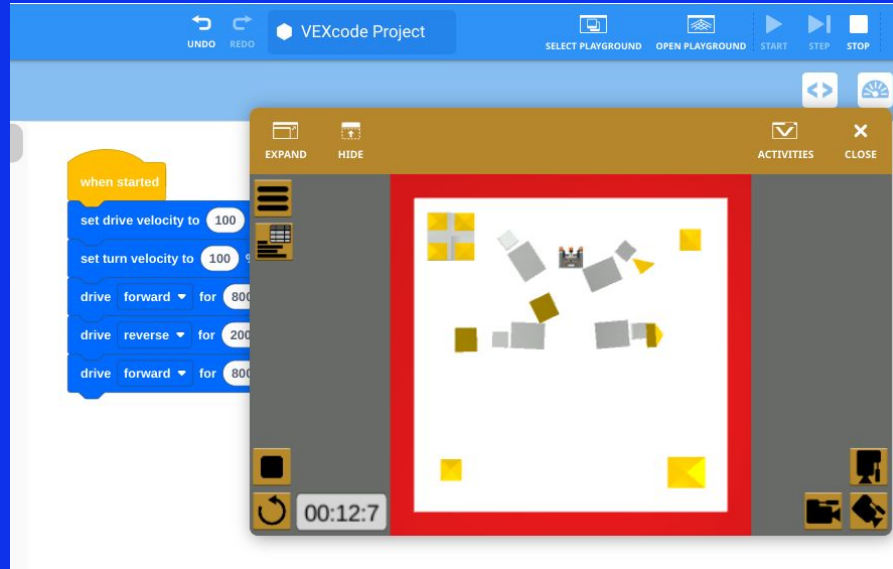 UNDO
REDO
VEXcode Project
SELECT PLAYGROUND
OPEN PLAYGROUND
START
STEP
STOP
EXPAND
HIDE
ACTIVITIES
CLOSE
when started
set drive velocity to 100
set turn velocity to 100 %
drive forward for 800
drive reverse for 200
drive forward for 800
00:12:7